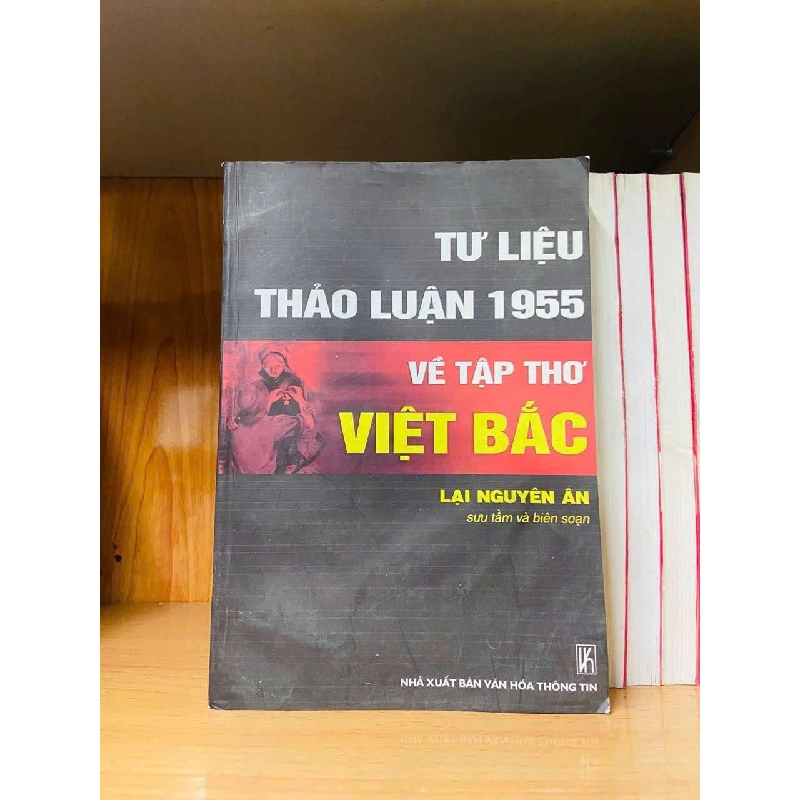 TƯ LIỆU
THẢO LUẬN 1955
VỀ TẬP THƠ
VIỆT BẮC
LẠI NGUYÊN ÂN
sưu tầm và biên soạn
NHÀ XUẤT BẢN VĂN HÓA THÔNG TIN